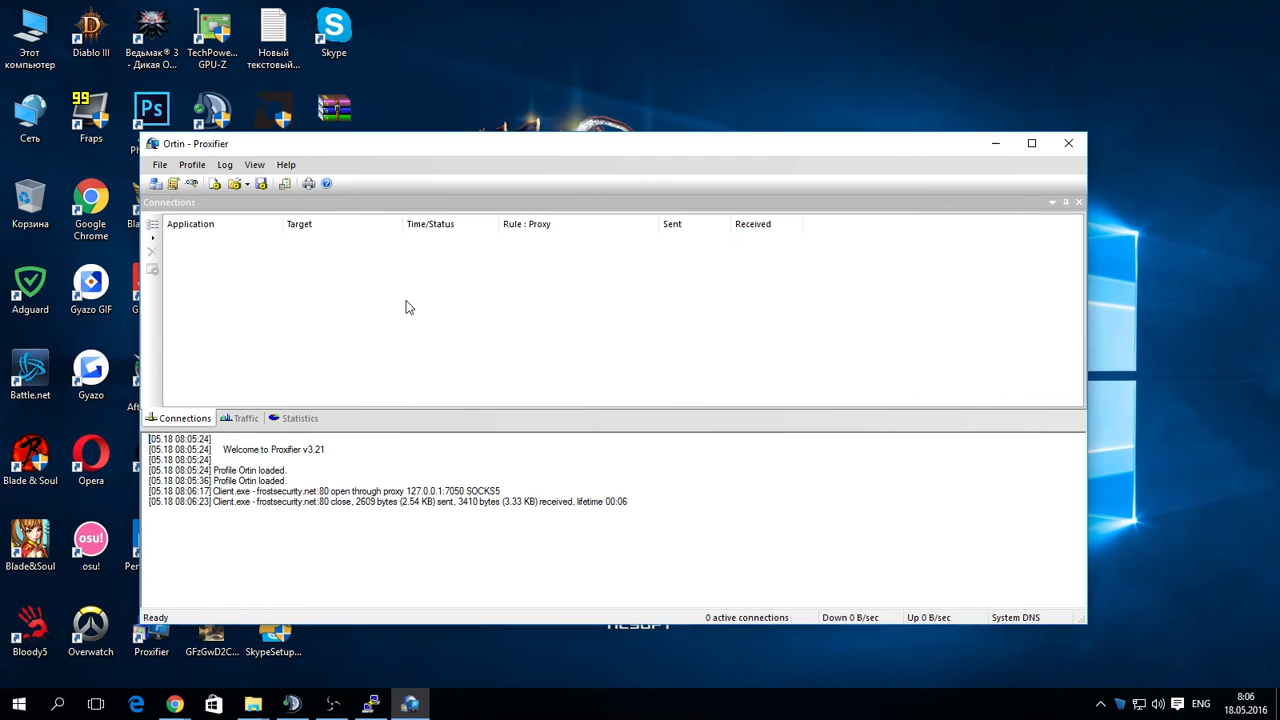 Этот компьютер
Diablo III
Ведьмак® 3 - Дикая О...
TechPowe... GPU-Z
Новый текстовый...
Skype
Сеть
99
Fraps
Ps
Ortin - Proxifier
File Profile Log View Help
Connections
Application Target Time/Status Rule : Proxy Sent Received
Корзина
Google Chrome
Adguard
Gyazo GIF
Battle.net
Gyazo
Connections Traffic Statistics
[05.18 08:05:24]
[05.18 08:05:24] Welcome to Proxifier v3.21
[05.18 08:05:24]
[05.18 08:05:24] Profile Ortin loaded.
[05.18 08:05:36] Profile Ortin loaded.
[05.18 08:06:17] Client.exe - frostsecurity.net:80 open through proxy 127.0.0.1:7050 SOCKS5
[05.18 08:06:23] Client.exe - frostsecurity.net:80 close, 2609 bytes (2.54 KB) sent, 3410 bytes (3.33 KB) received, lifetime 00:06
Blade & Soul
Opera
Blade&Soul
osu!
osu!
Ready 0 active connections Down 0 B/sec Up 0 B/sec System DNS
Bloody5
Overwatch
Proxifier
GFzGwD2C...
SkypeSetup...
ENG
8:06
18.05.2016